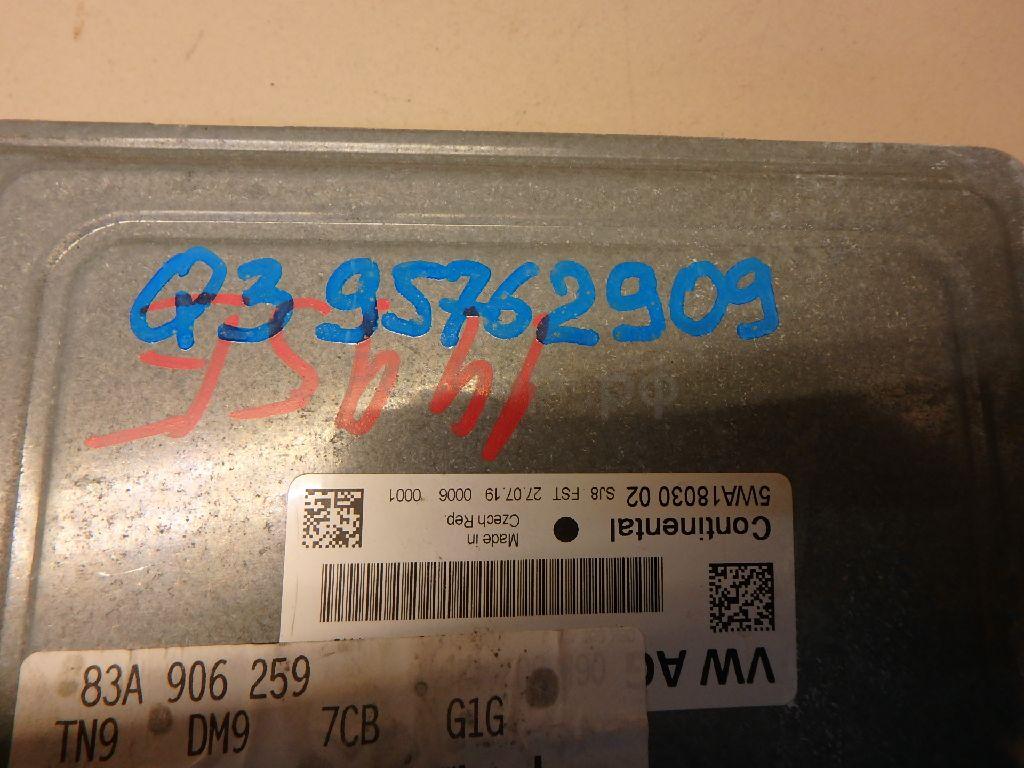 Q3 95762909
5WA18030 02
SJ8 FST 27.07.19 0006 0001
Continental
Made in
Czech Rep.
VW AG
83A 906 259
TN9 DM9 7CB G1G